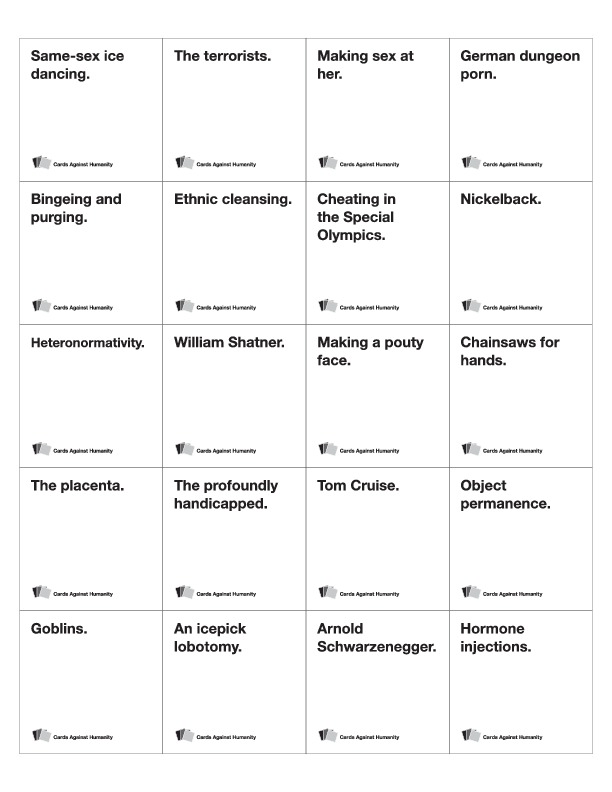 Same-sex ice
dancing.
Cards Against Humanity
The terrorists.
Cards Against Humanity
Making sex at
her.
Cards Against Humanity
German dungeon
porn.
Cards Against Humanity
Bingeing and
purging.
Cards Against Humanity
Ethnic cleansing.
Cards Against Humanity
Cheating in
the Special
Olympics.
Cards Against Humanity
Nickelback.
Cards Against Humanity
Heteronormativity.
Cards Against Humanity
William Shatner.
Cards Against Humanity
Making a pouty
face.
Cards Against Humanity
Chainsaws for
hands.
Cards Against Humanity
The placenta.
Cards Against Humanity
The profoundly
handicapped.
Cards Against Humanity
Tom Cruise.
Cards Against Humanity
Object
permanence.
Cards Against Humanity
Goblins.
Cards Against Humanity
An icepick
lobotomy.
Cards Against Humanity
Arnold
Schwarzenegger.
Cards Against Humanity
Hormone
injections.
Cards Against Humanity